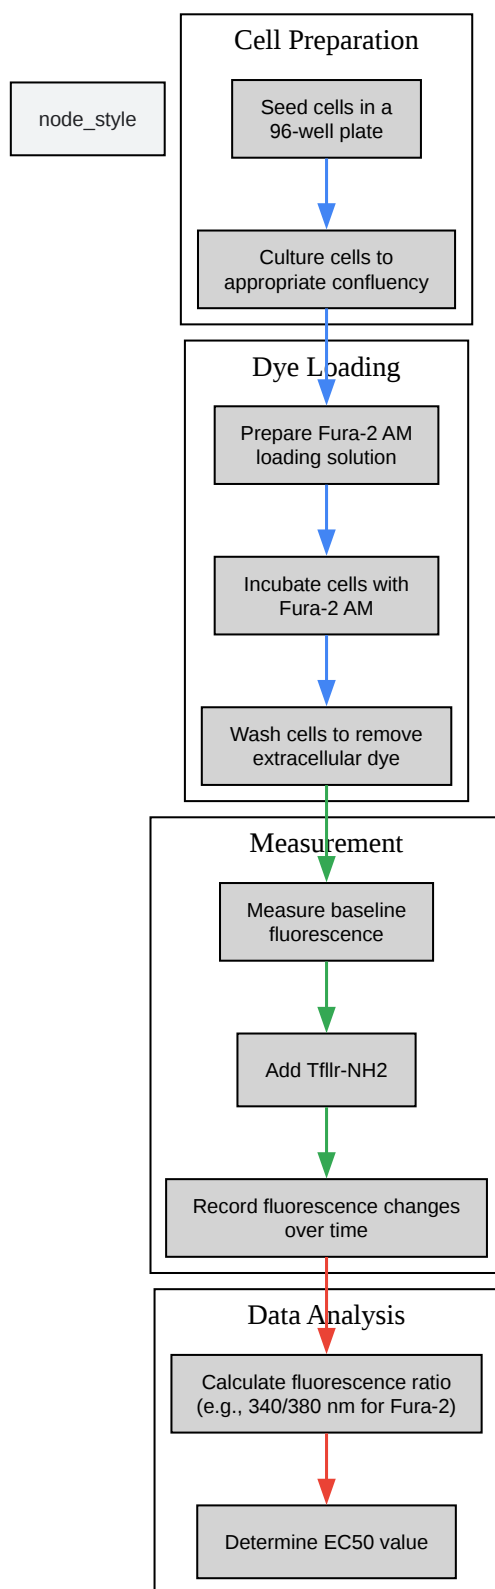 Cell Preparation
node_style
Seed cells in a
96-well plate
Culture cells to
appropriate confluency
Dye Loading
Prepare Fura-2 AM
loading solution
Incubate cells with
Fura-2 AM
Wash cells to remove
extracellular dye
Measurement
Measure baseline
fluorescence
Add Tfllr-NH2
Record fluorescence changes
over time
Data Analysis
Calculate fluorescence ratio
(e.g., 340/380 nm for Fura-2)
Determine EC50 value